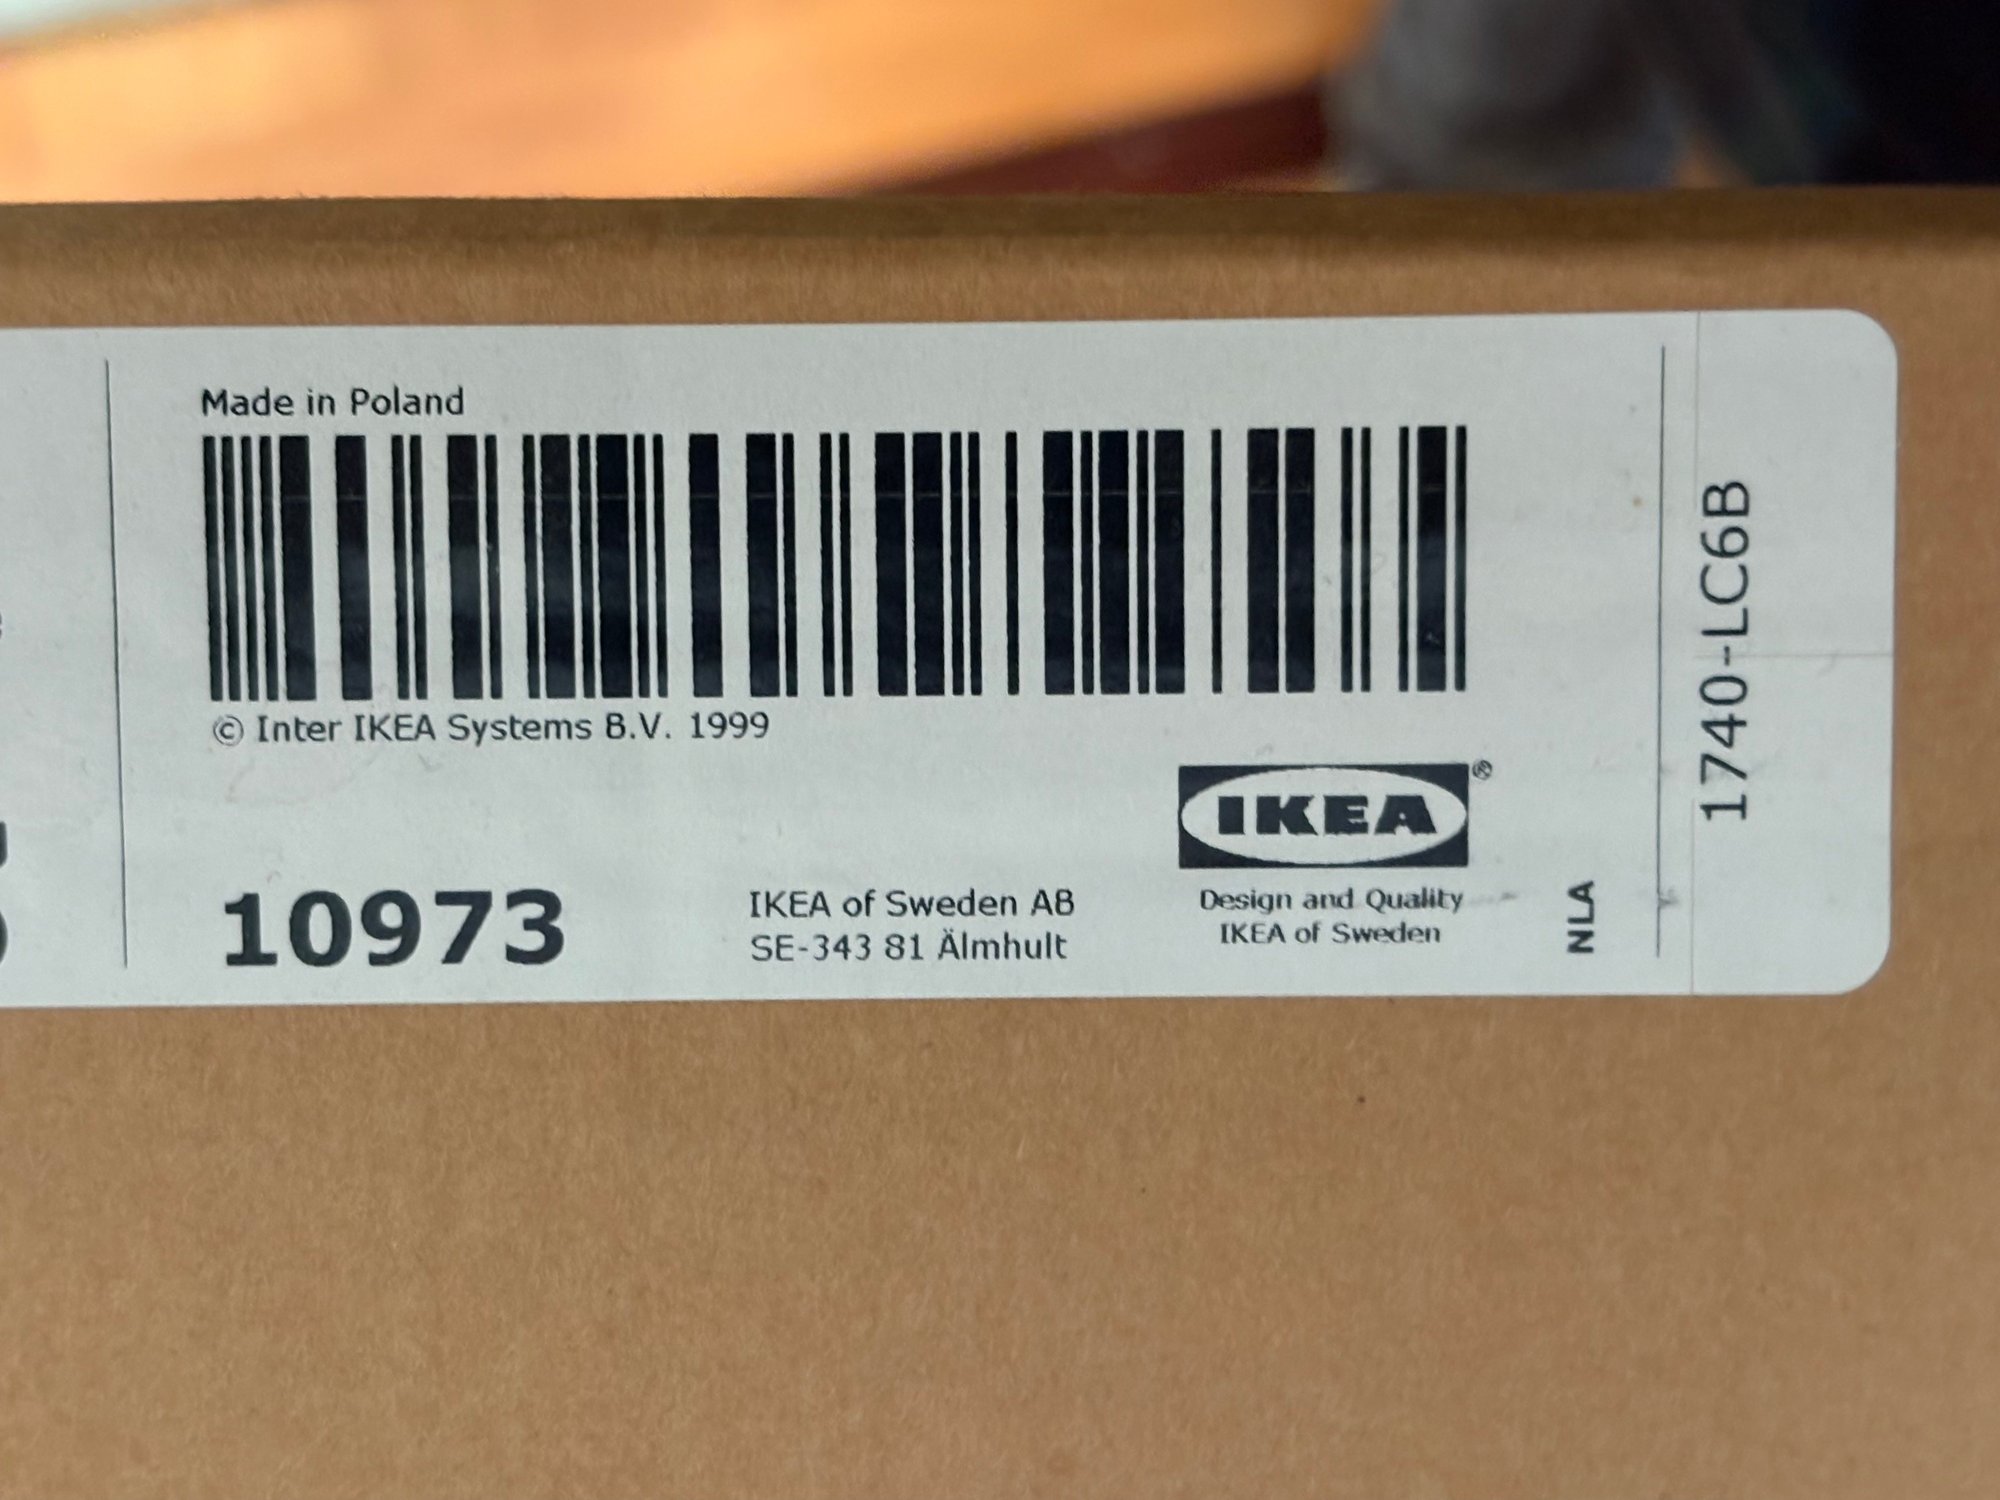 Made in Poland
© Inter IKEA Systems B.V. 1999
IKEA®
10973
IKEA of Sweden AB
SE-343 81 Älmhult
Design and Quality
IKEA of Sweden
NLA
1740-LC6B